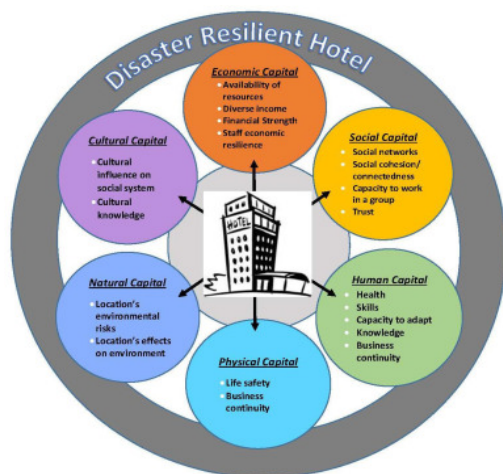 Disaster Resilient Hotel
Economic Capital
Availability of
resources
Diverse income
Financial Strength
Staff economic
resilience
Social Capital
Social networks
Social cohesion/
connectedness
Capacity to work
in a group
Trust
Human Capital
Health
Skills
Capacity to adapt
Knowledge
Business
continuity
Physical Capital
Life safety
Business
continuity
Natural Capital
Location's
environmental
risks
Location's effects
on environment
Cultural Capital
Cultural
influence on
social system
Cultural
knowledge
HOTEL